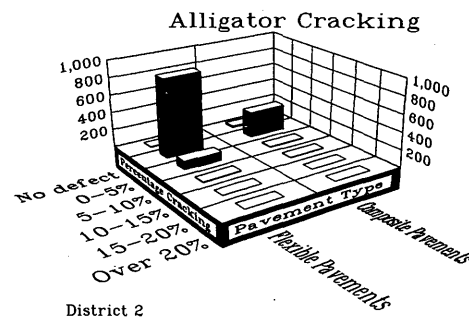 Alligator Cracking
1,000
800
600
400
200
1,000
800
600
400
200
No defect
0-5%
5-10%
10-15%
15-20%
Over 20%
Percentage Cracking
Pavement Type
Flexible Pavements
Composite Pavements
District 2